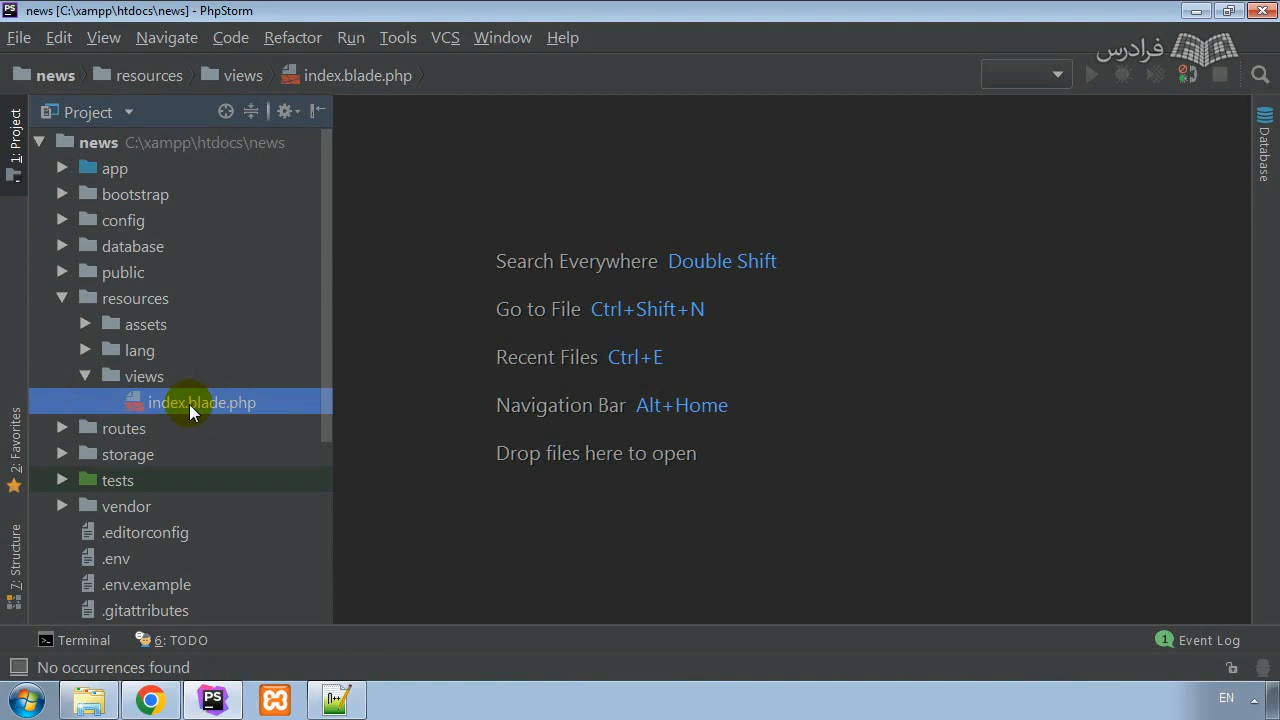 news [C:\xampp\htdocs\news] - PhpStorm
File Edit View Navigate Code Refactor Run Tools VCS Window Help
فرادرس
news resources views index.blade.php
1: Project
Project
news C:\xampp\htdocs\news
app
bootstrap
config
database
public
resources
assets
lang
views
index.blade.php
routes
storage
tests
vendor
.editorconfig
.env
.env.example
.gitattributes
Search Everywhere Double Shift
Go to File Ctrl+Shift+N
Recent Files Ctrl+E
Navigation Bar Alt+Home
Drop files here to open
Database
2: Favorites
7: Structure
Terminal 6: TODO 1 Event Log
No occurrences found
PS
EN